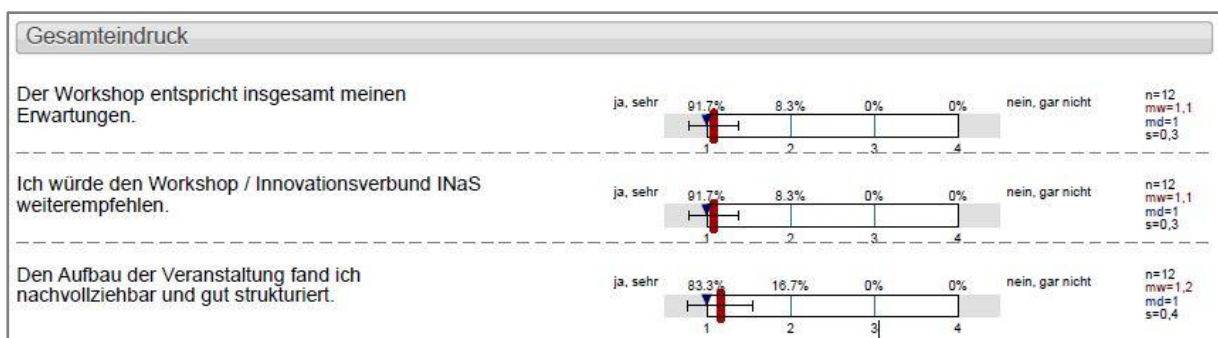 Gesamteindruck
Der Workshop entspricht insgesamt meinen
Erwartungen.
ja, sehr 91.7% 8.3% 0% 0% nein, gar nicht
1 2 3 4
n=12
mw=1,1
md=1
s=0,3
Ich würde den Workshop / Innovationsverbund INaS
weiterempfehlen.
ja, sehr 91.7% 8.3% 0% 0% nein, gar nicht
1 2 3 4
n=12
mw=1,1
md=1
s=0,3
Den Aufbau der Veranstaltung fand ich
nachvollziehbar und gut strukturiert.
ja, sehr 83.3% 16.7% 0% 0% nein, gar nicht
1 2 3 4
n=12
mw=1,2
md=1
s=0,4